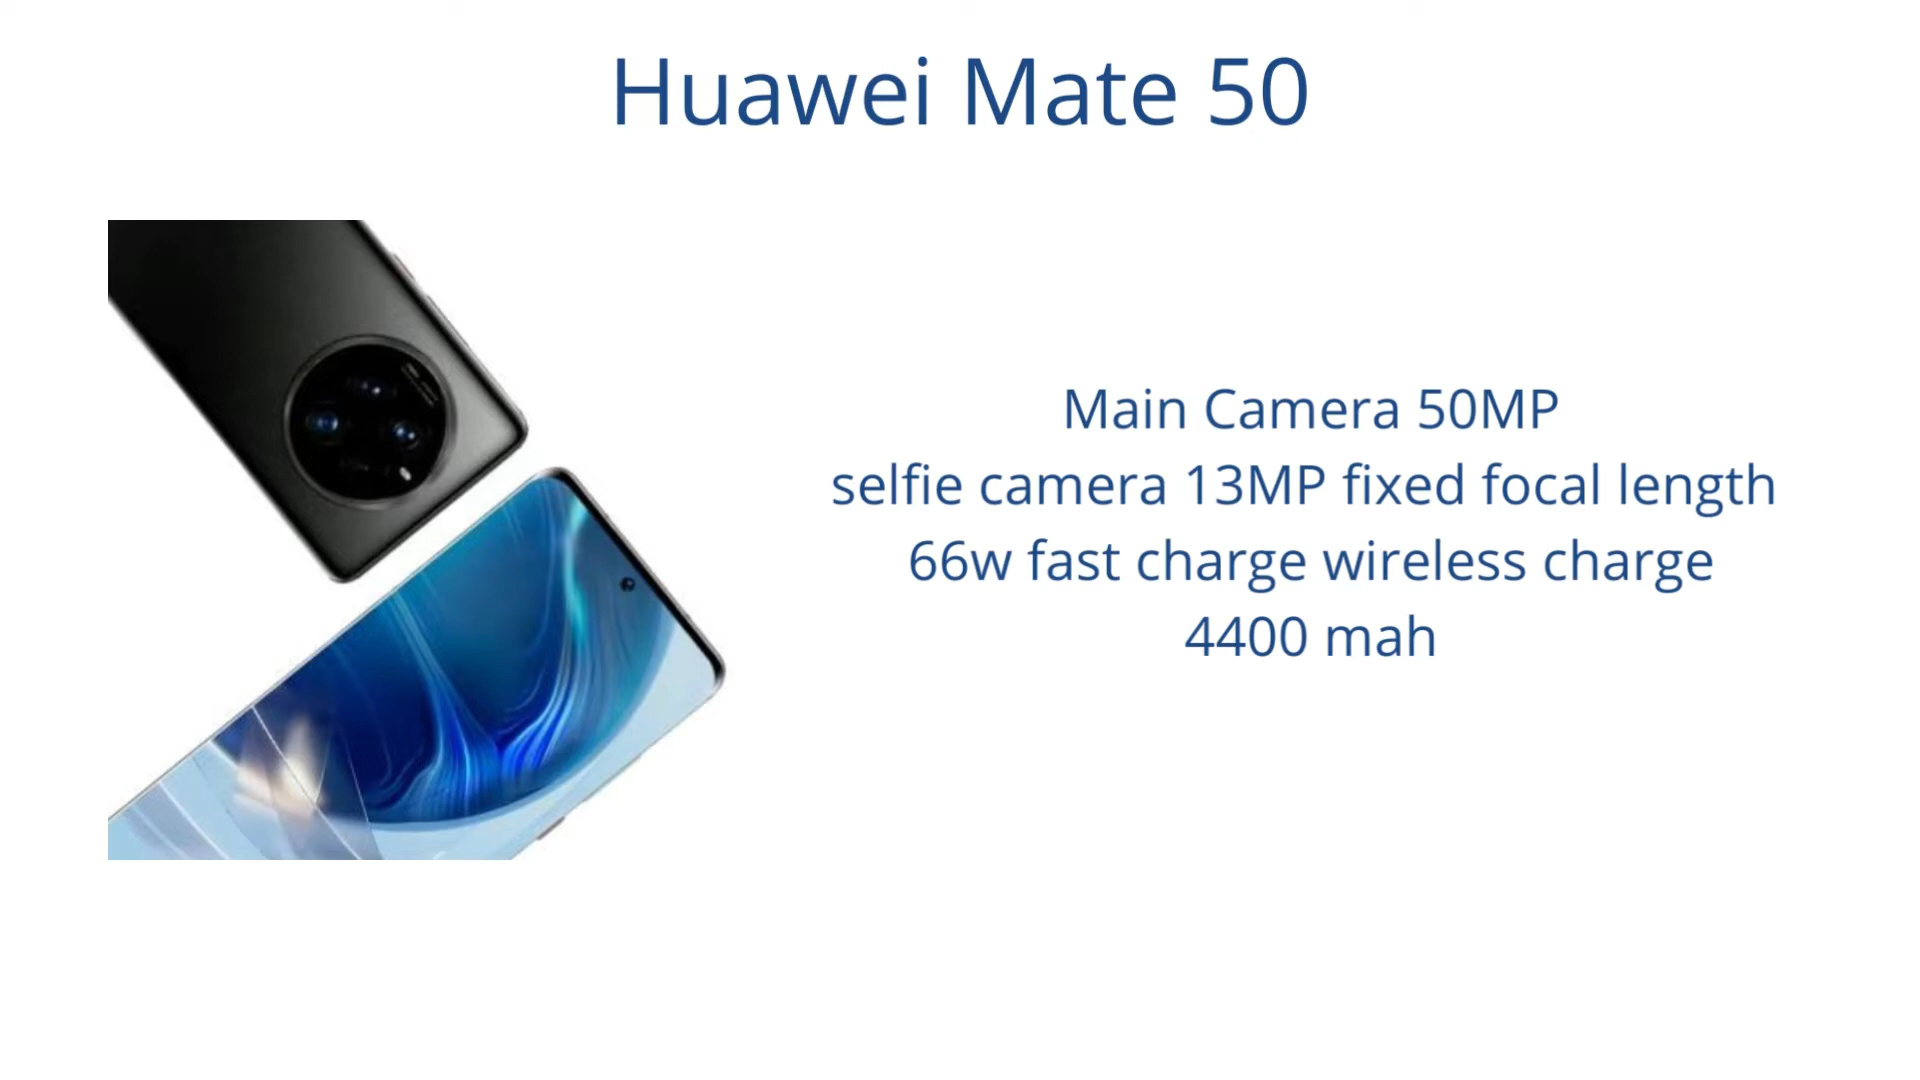 Huawei Mate 50
Main Camera 50MP
selfie camera 13MP fixed focal length
66w fast charge wireless charge
4400 mah